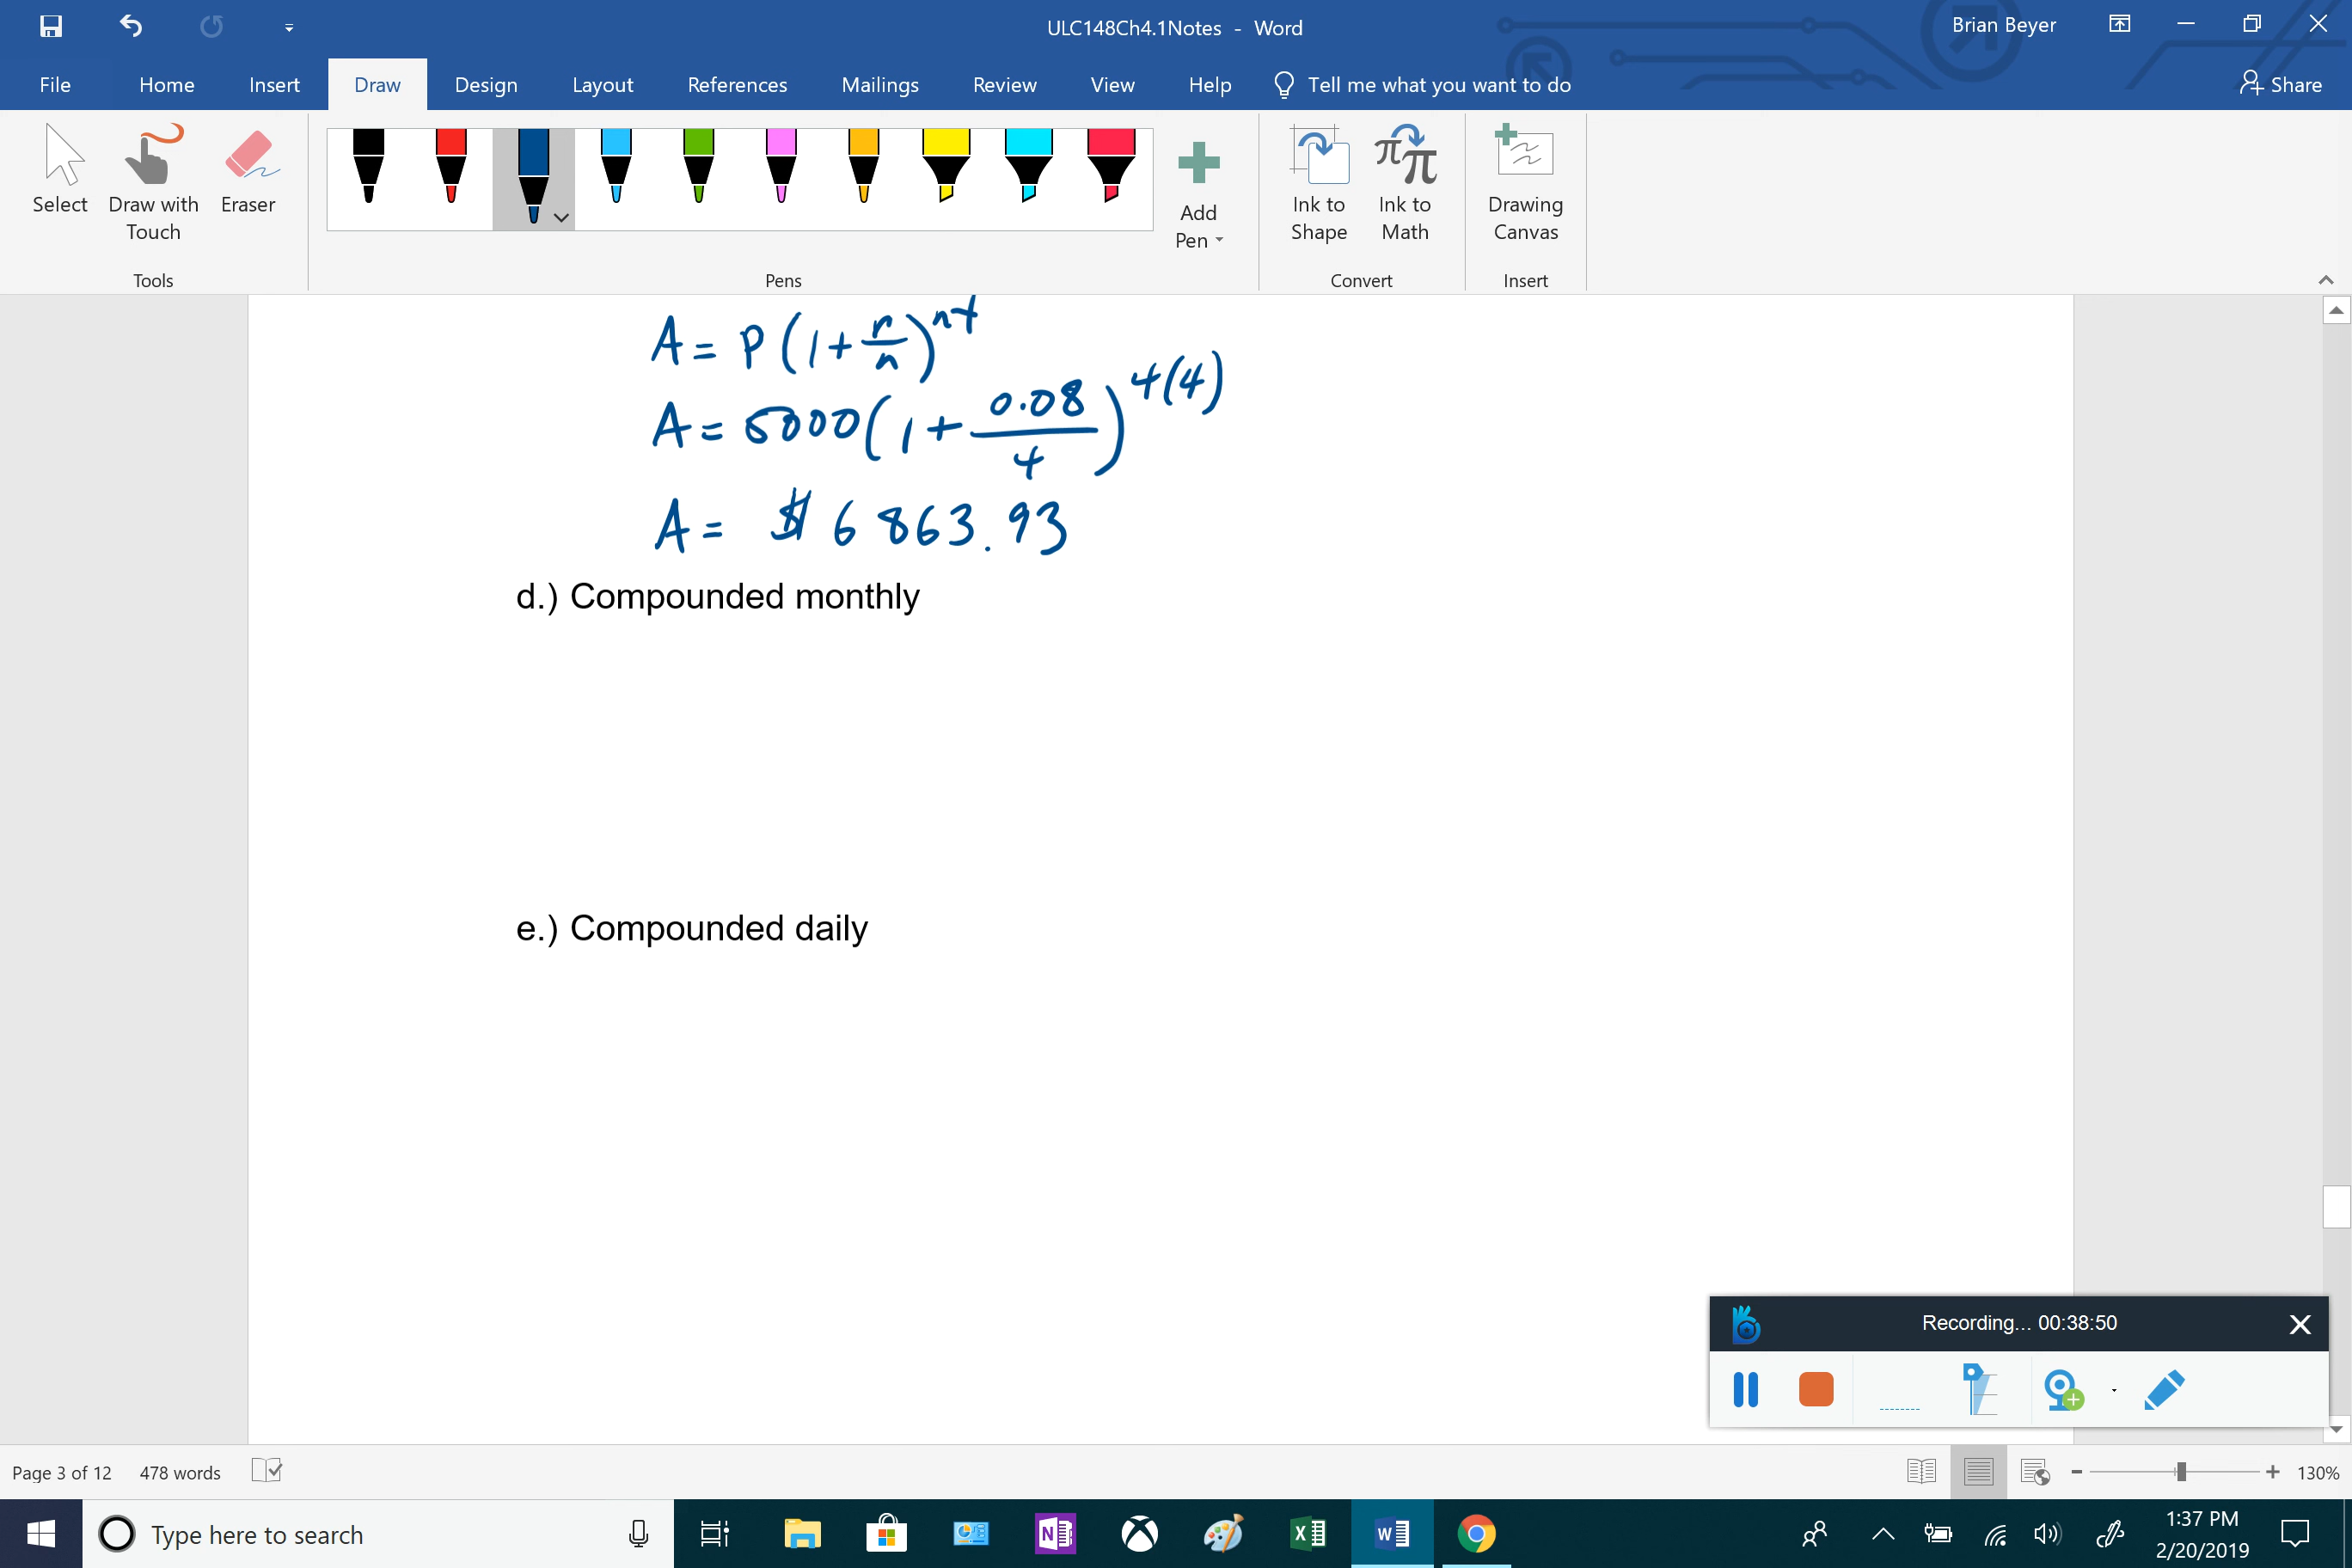 ULC148Ch4.1Notes - Word
Brian Beyer
File Home Insert Draw Design Layout References Mailings Review View Help Tell me what you want to do Share
Select Draw with Touch Eraser
Tools
Pens
Add Pen
Ink to Shape Ink to Math
Convert
Drawing Canvas
Insert
A = P(1 + r/n)^nt
A = 5000(1 + 0.08/4)^4(4)
A = $6863.93
d.) Compounded monthly
e.) Compounded daily
Recording... 00:38:50
Page 3 of 12 478 words
130%
Type here to search
1:37 PM
2/20/2019